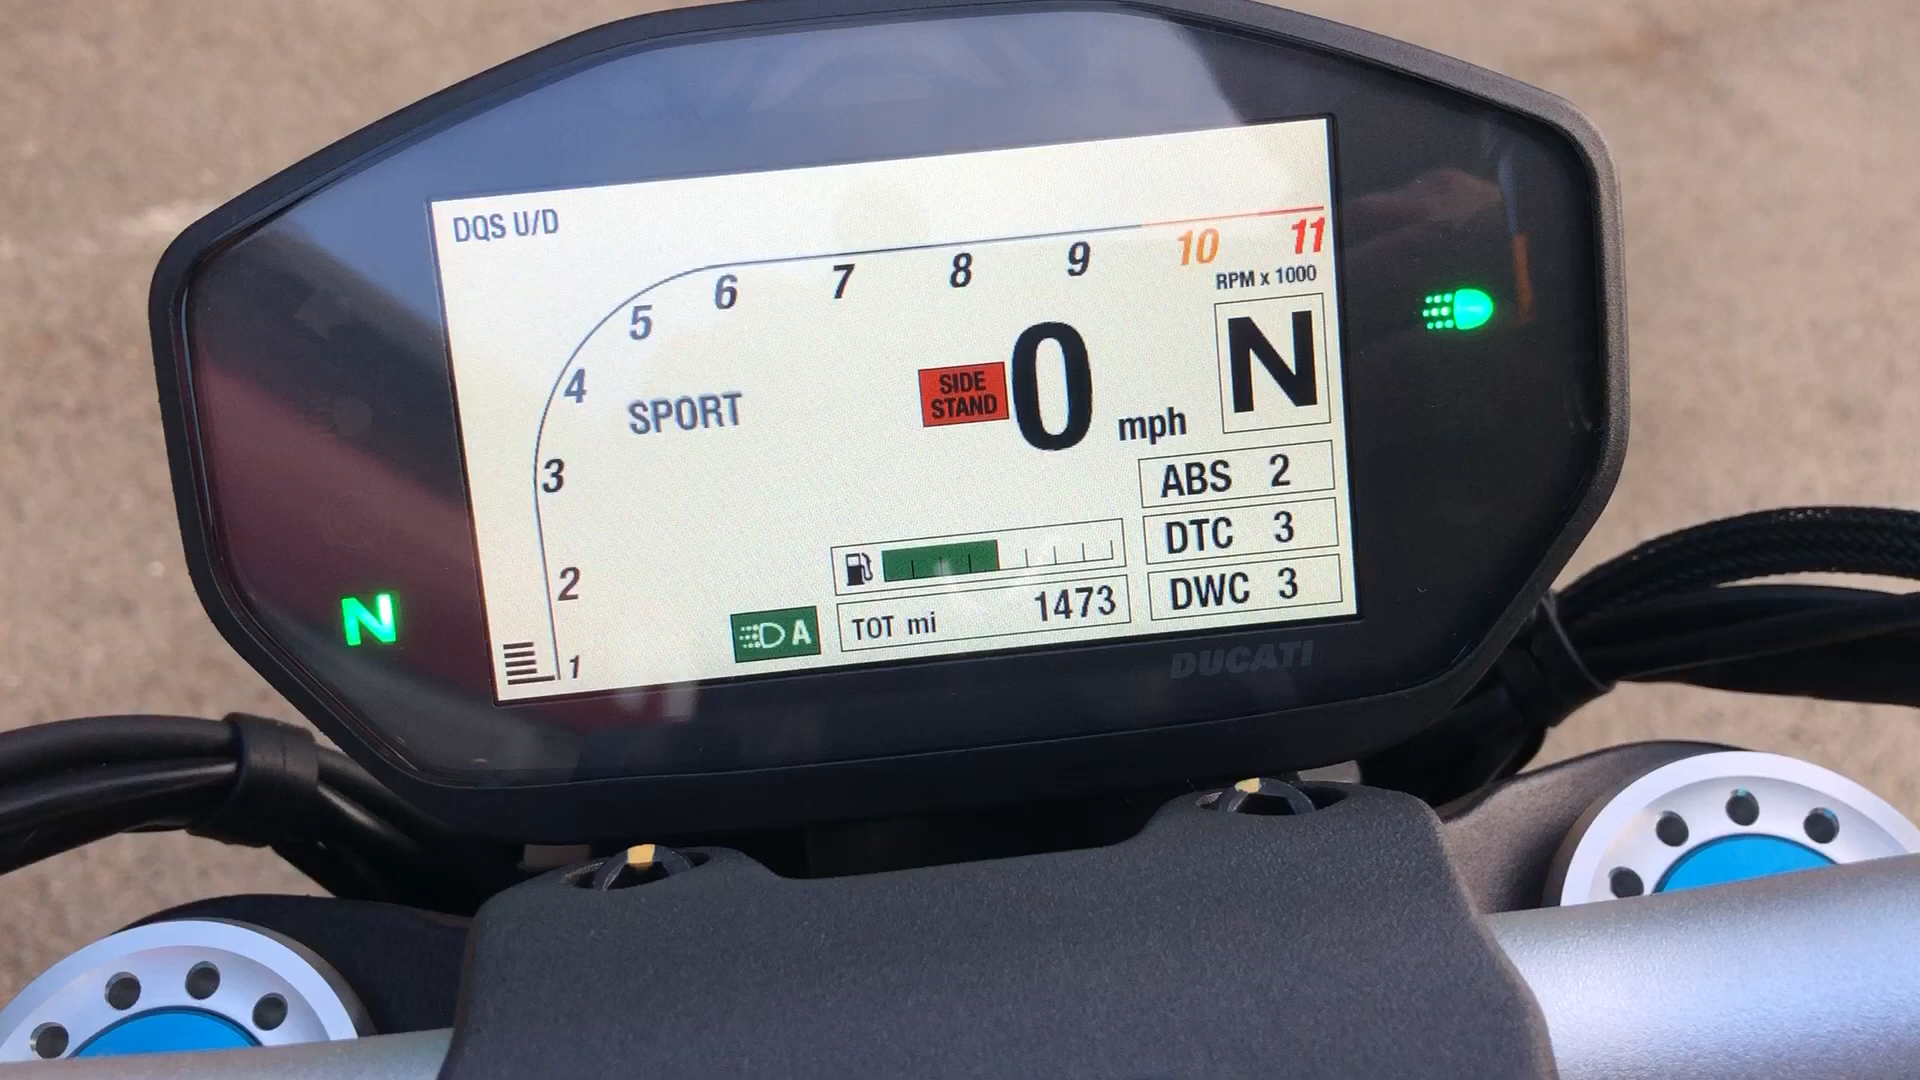 DQS U/D
1
2
3
4
5
6
7
8
9
10
11
RPM x 1000
N
SPORT
SIDE
STAND
0 mph
ABS 2
DTC 3
DWC 3
A
TOT mi 1473
N
DUCATI